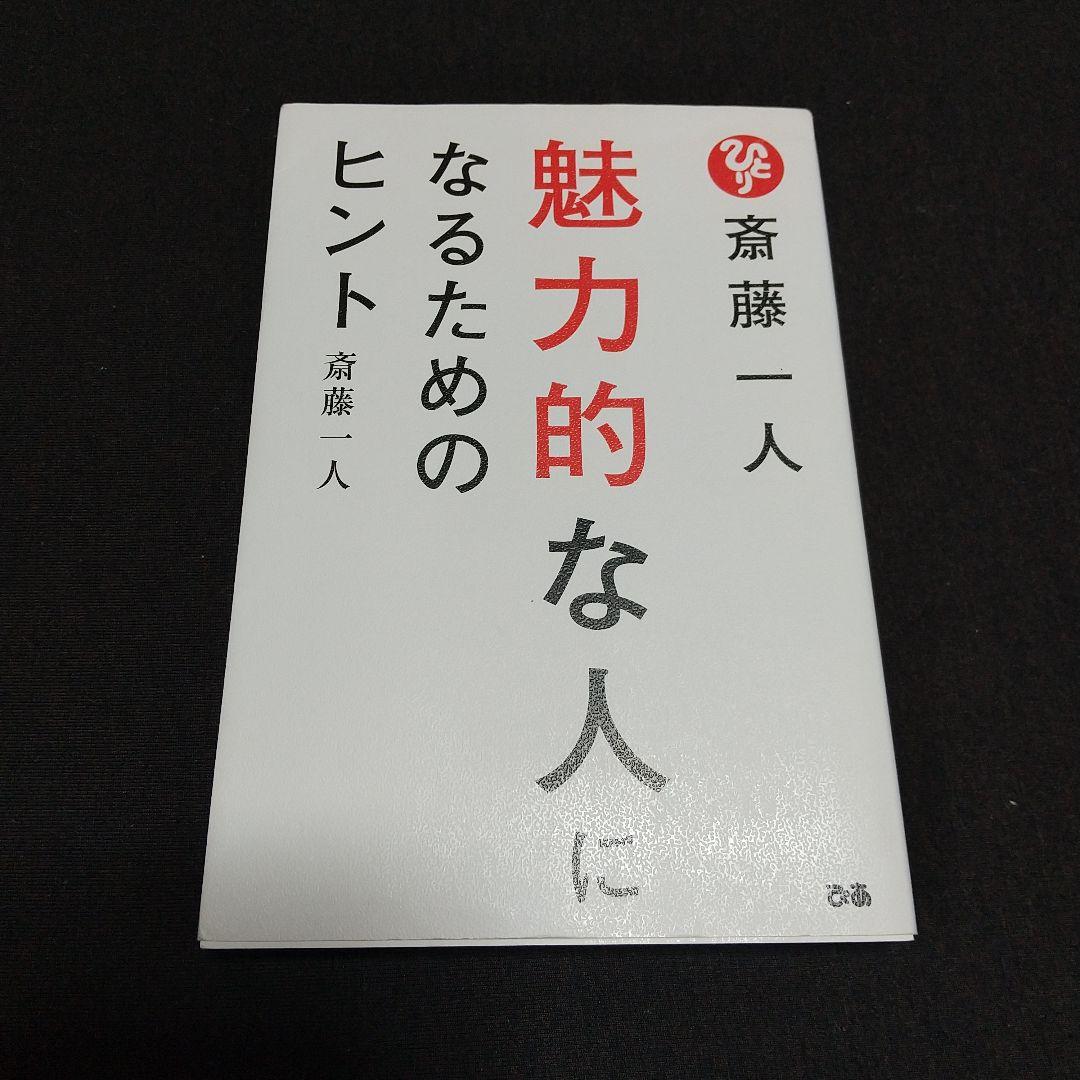 ひとり
斎藤一人
魅力的な人に
なるための
ヒント
斎藤一人
ぴあ